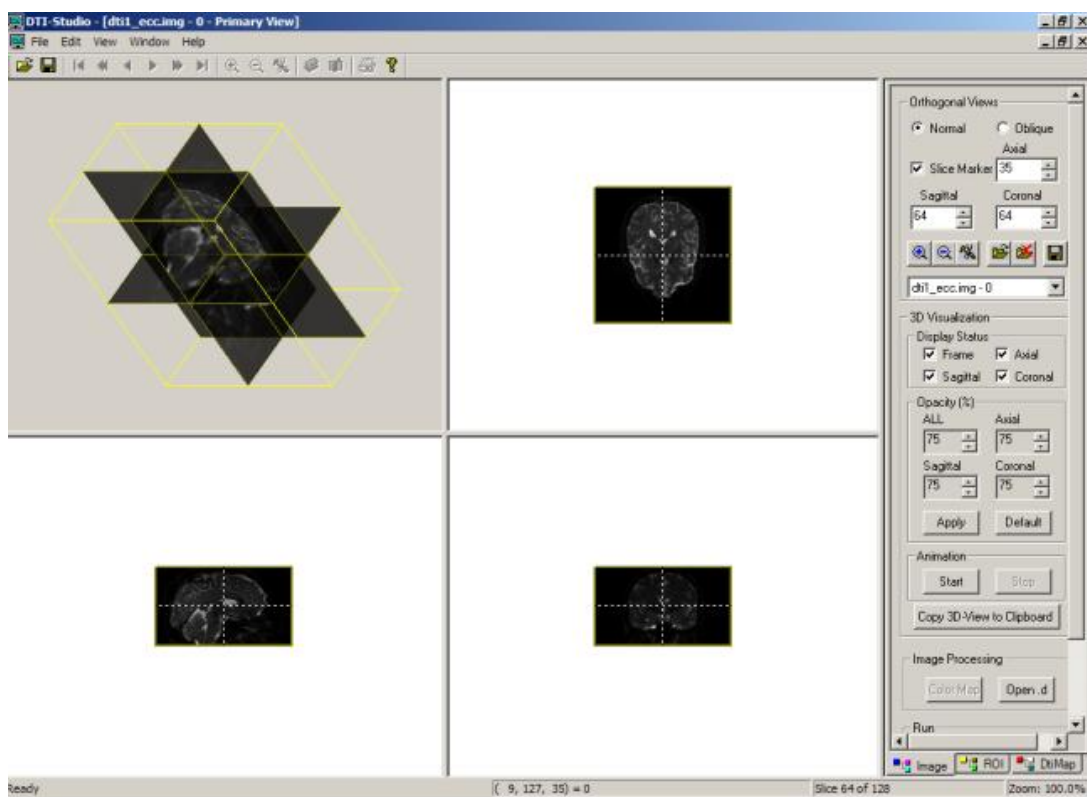 DTI-Studio - [dti1_ecc.img - 0 - Primary View]
File Edit View Window Help
Orthogonal Views
Normal Oblique
Axial
Slice Marker 35
Sagittal Coronal
64 64
dti1_ecc.img - 0
3D Visualization
Display Status
Frame Axial
Sagittal Coronal
Opacity (%)
ALL Axial
75 75
Sagittal Coronal
75 75
Apply Default
Animation
Start Stop
Copy 3D-View to Clipboard
Image Processing
Color Map Open .d
Run
Image ROI DtiMap
Ready ( 9, 127, 35) = 0 Slice 64 of 128 Zoom: 100.0%